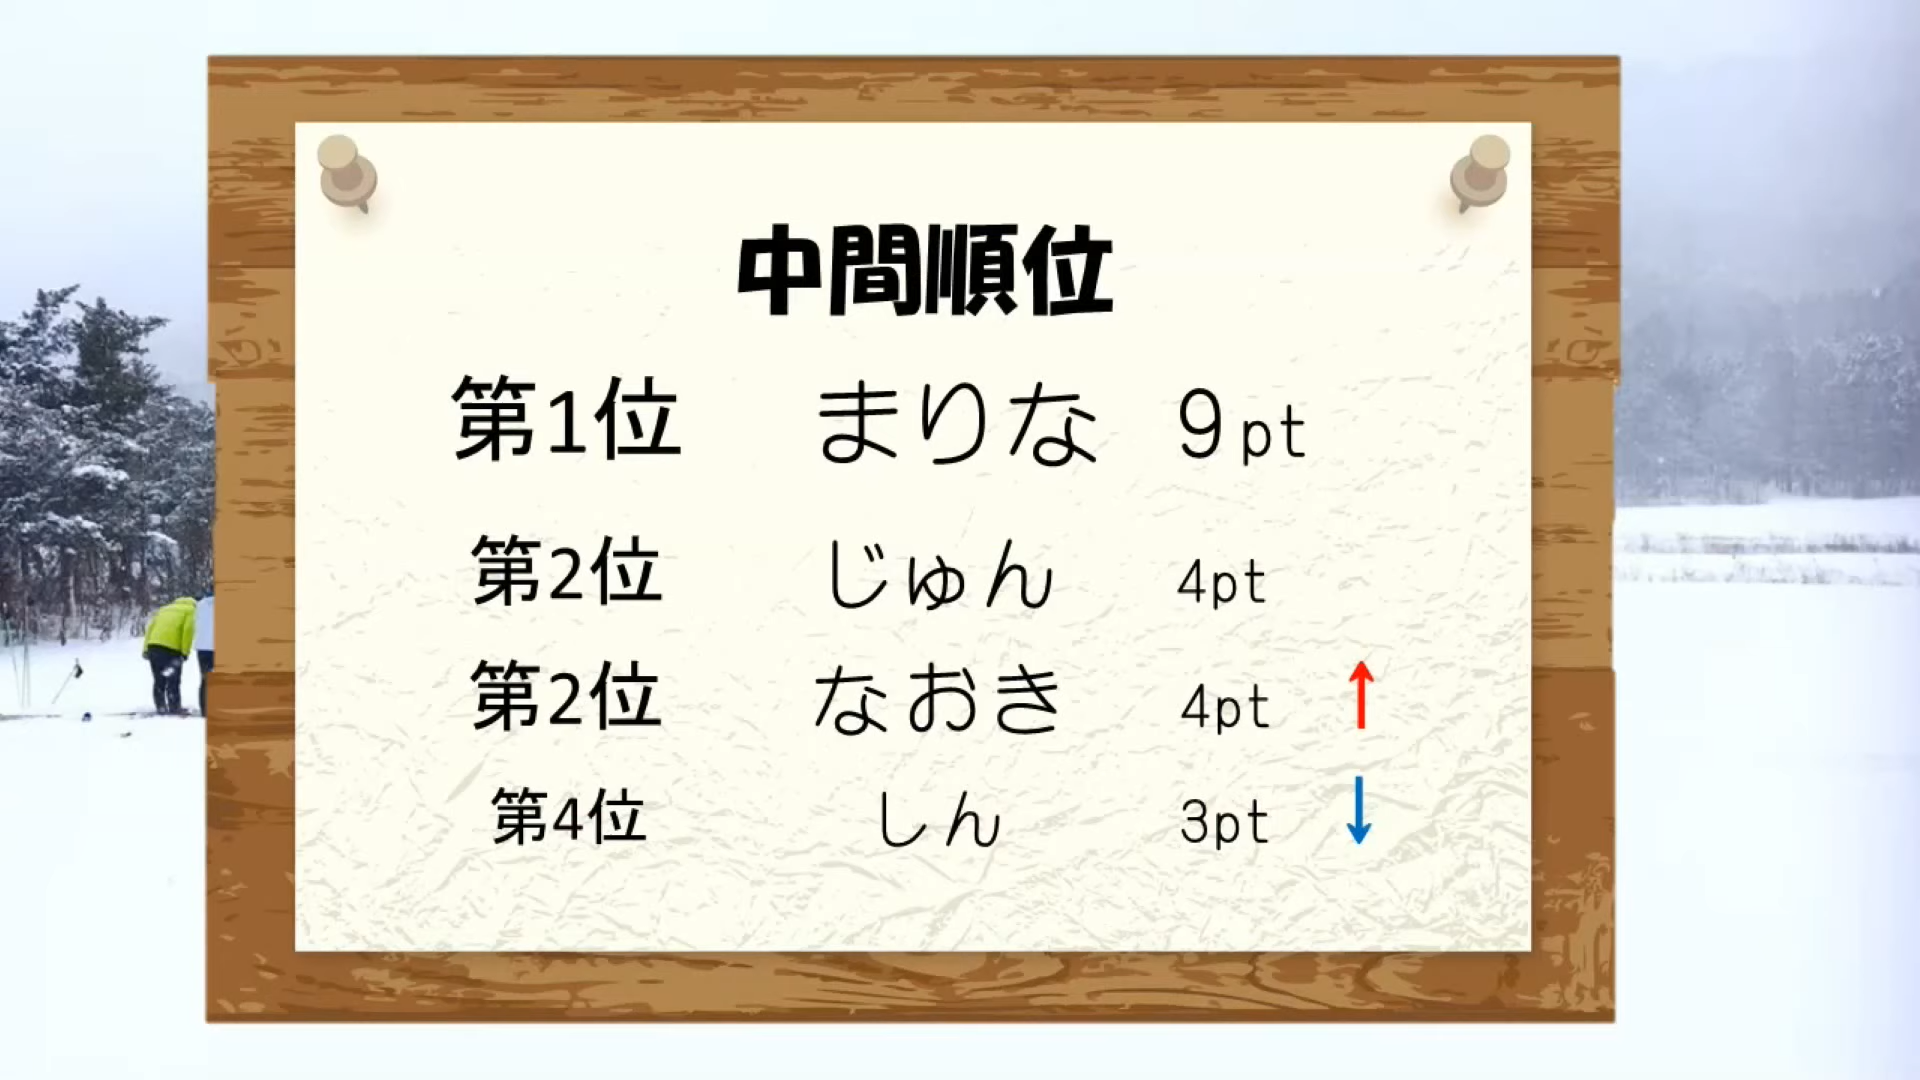 中間順位
第1位 まりな 9pt
第2位 じゅん 4pt
第2位 なおき 4pt ↑
第4位 しん 3pt ↓